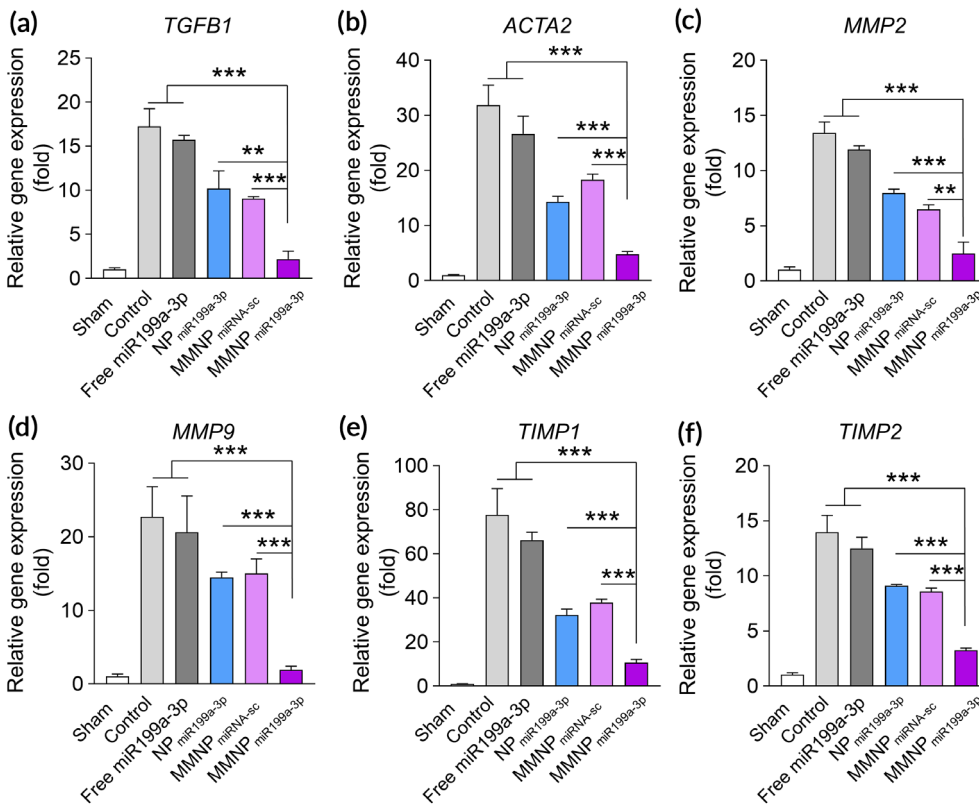 (a)
TGFB1
Relative gene expression
(fold)
25
20
15
10
5
0
***
**
***
Sham
Control
Free miR199a-3p
NP miR199a-3p
MMNP miRNA-sc
MMNP miR199a-3p
(b)
ACTA2
Relative gene expression
(fold)
40
30
20
10
0
***
***
***
Sham
Control
Free miR199a-3p
NP miR199a-3p
MMNP miRNA-sc
MMNP miR199a-3p
(c)
MMP2
Relative gene expression
(fold)
20
15
10
5
0
***
***
**
Sham
Control
Free miR199a-3p
NP miR199a-3p
MMNP miRNA-sc
MMNP miR199a-3p
(d)
MMP9
Relative gene expression
(fold)
30
20
10
0
***
***
***
Sham
Control
Free miR199a-3p
NP miR199a-3p
MMNP miRNA-sc
MMNP miR199a-3p
(e)
TIMP1
Relative gene expression
(fold)
100
80
60
40
20
0
***
***
***
Sham
Control
Free miR199a-3p
NP miR199a-3p
MMNP miRNA-sc
MMNP miR199a-3p
(f)
TIMP2
Relative gene expression
(fold)
20
15
10
5
0
***
***
***
Sham
Control
Free miR199a-3p
NP miR199a-3p
MMNP miRNA-sc
MMNP miR199a-3p